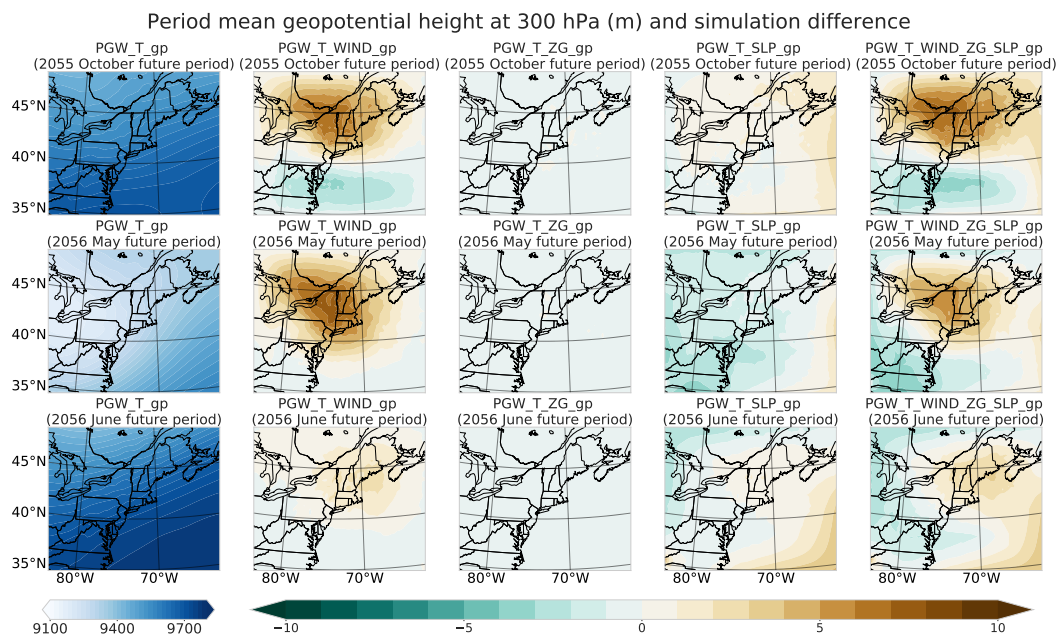 Period mean geopotential height at 300 hPa (m) and simulation difference
PGW_T_gp PGW_T_WIND_gp PGW_T_ZG_gp PGW_T_SLP_gp PGW_T_WIND_ZG_SLP_gp
(2055 October future period) (2055 October future period) (2055 October future period) (2055 October future period) (2055 October future period)
45°N
40°N
35°N
PGW_T_gp PGW_T_WIND_gp PGW_T_ZG_gp PGW_T_SLP_gp PGW_T_WIND_ZG_SLP_gp
(2056 May future period) (2056 May future period) (2056 May future period) (2056 May future period) (2056 May future period)
45°N
40°N
35°N
PGW_T_gp PGW_T_WIND_gp PGW_T_ZG_gp PGW_T_SLP_gp PGW_T_WIND_ZG_SLP_gp
(2056 June future period) (2056 June future period) (2056 June future period) (2056 June future period) (2056 June future period)
45°N
40°N
35°N
80°W 70°W 80°W 70°W 80°W 70°W 80°W 70°W 80°W 70°W
9100 9400 9700 −10 −5 0 5 10